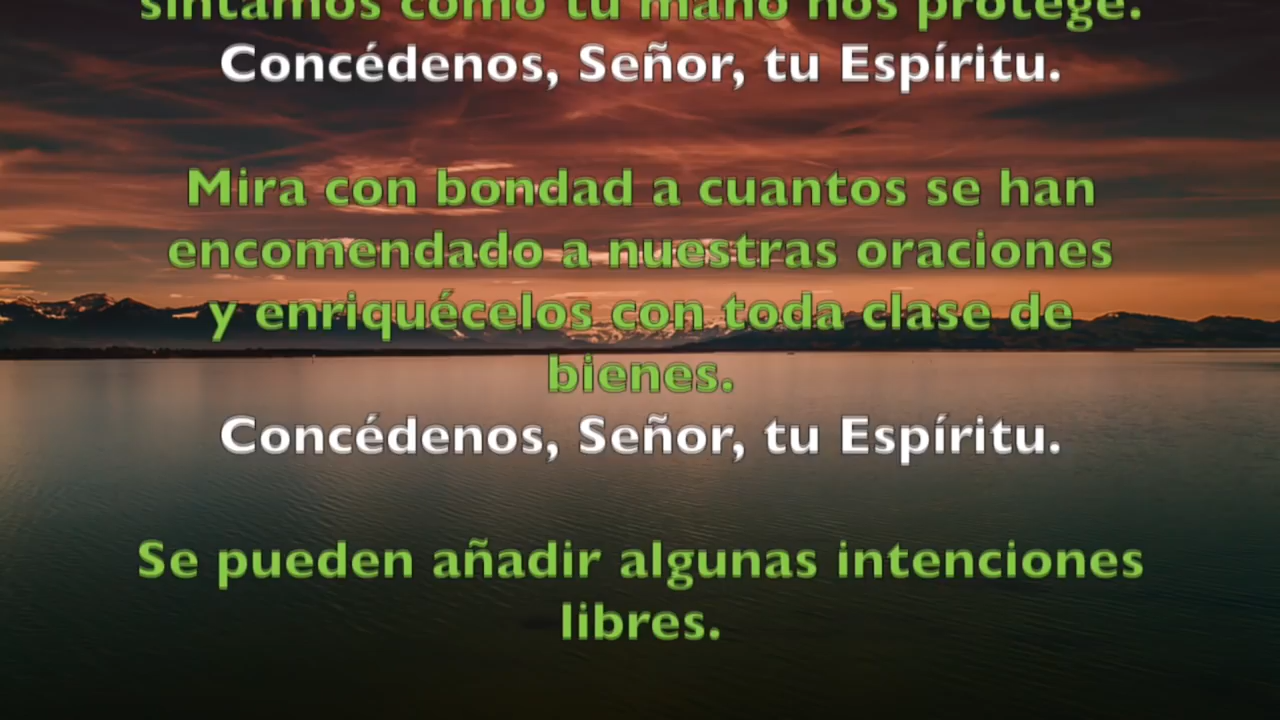 sintamos cómo tu mano nos protege.
Concédenos, Señor, tu Espíritu.
Mira con bondad a cuantos se han
encomendado a nuestras oraciones
y enriquécelos con toda clase de
bienes.
Concédenos, Señor, tu Espíritu.
Se pueden añadir algunas intenciones
libres.